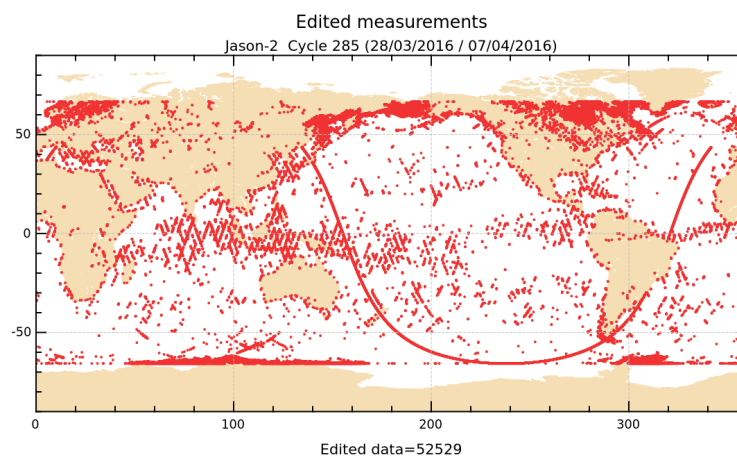 Edited measurements
Jason-2 Cycle 285 (28/03/2016 / 07/04/2016)
50
0
-50
0 100 200 300
Edited data=52529